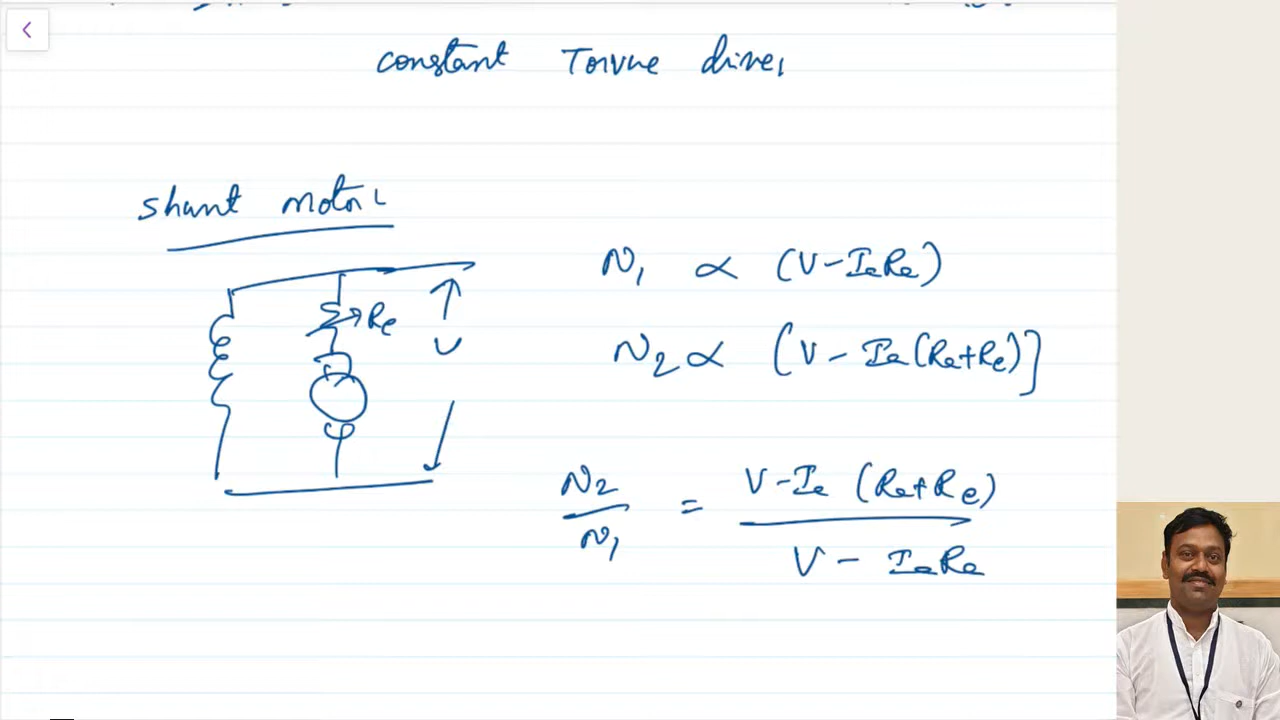 constant Torvue drive,
shunt motor
N₁ ∝ (V-IaRa)
Re
V
N₂ ∝ [V- Ia(Ra+Re)]
N₂/N₁ = V-Ia (Ra+Re) / V - IaRa